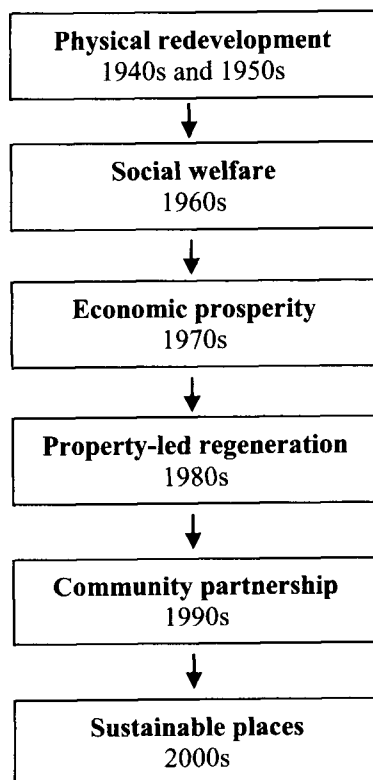 Physical redevelopment
1940s and 1950s
Social welfare
1960s
Economic prosperity
1970s
Property-led regeneration
1980s
Community partnership
1990s
Sustainable places
2000s